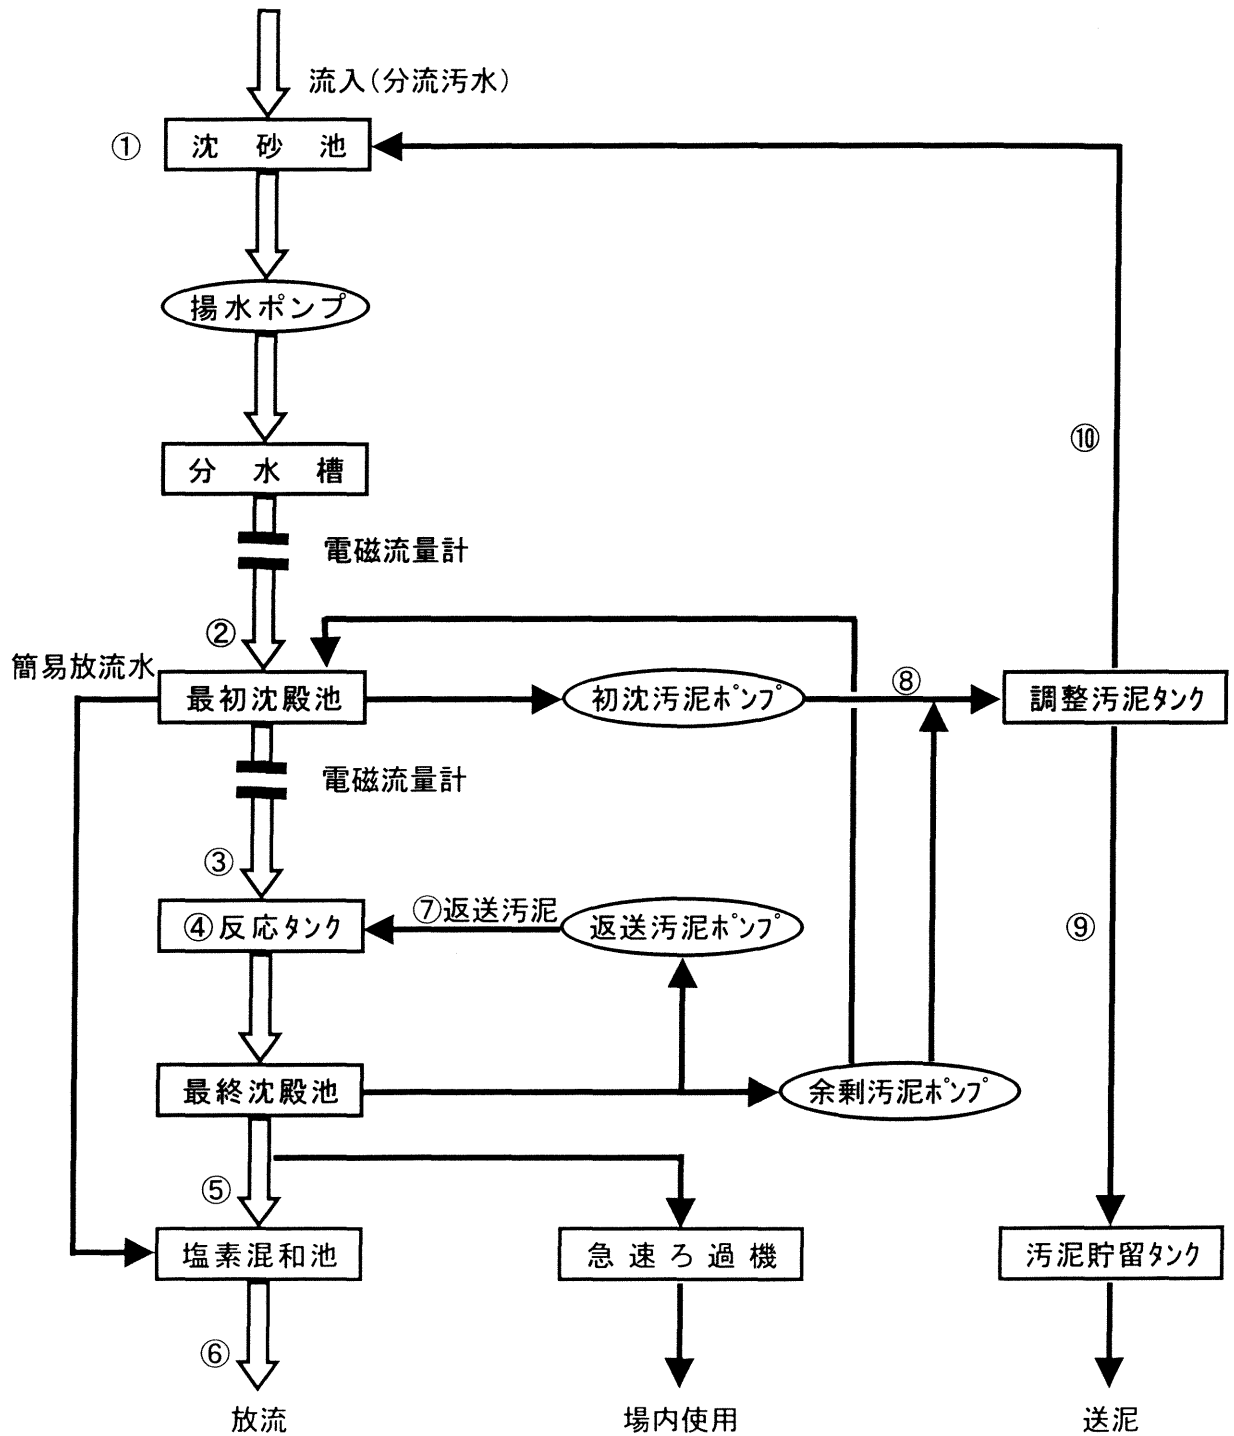 流入(分流汚水)
① 沈砂池
揚水ポンプ
⑩
分水槽
電磁流量計
②
簡易放流水
最初沈殿池
初沈汚泥ポンプ
⑧
調整汚泥タンク
電磁流量計
③
④反応タンク
⑦返送汚泥
返送汚泥ポンプ
⑨
最終沈殿池
余剰汚泥ポンプ
⑤
塩素混和池
急速ろ過機
汚泥貯留タンク
⑥
放流
場内使用
送泥